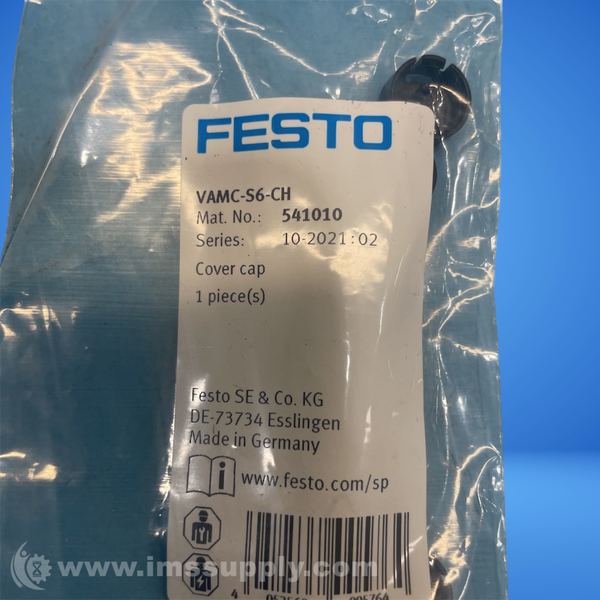 FESTO
VAMC-S6-CH
Mat. No.: 541010
Series: 10-2021:02
Cover cap
1 piece(s)
Festo SE & Co. KG
DE-73734 Esslingen
Made in Germany
i www.festo.com/sp
www.imssupply.com/
4